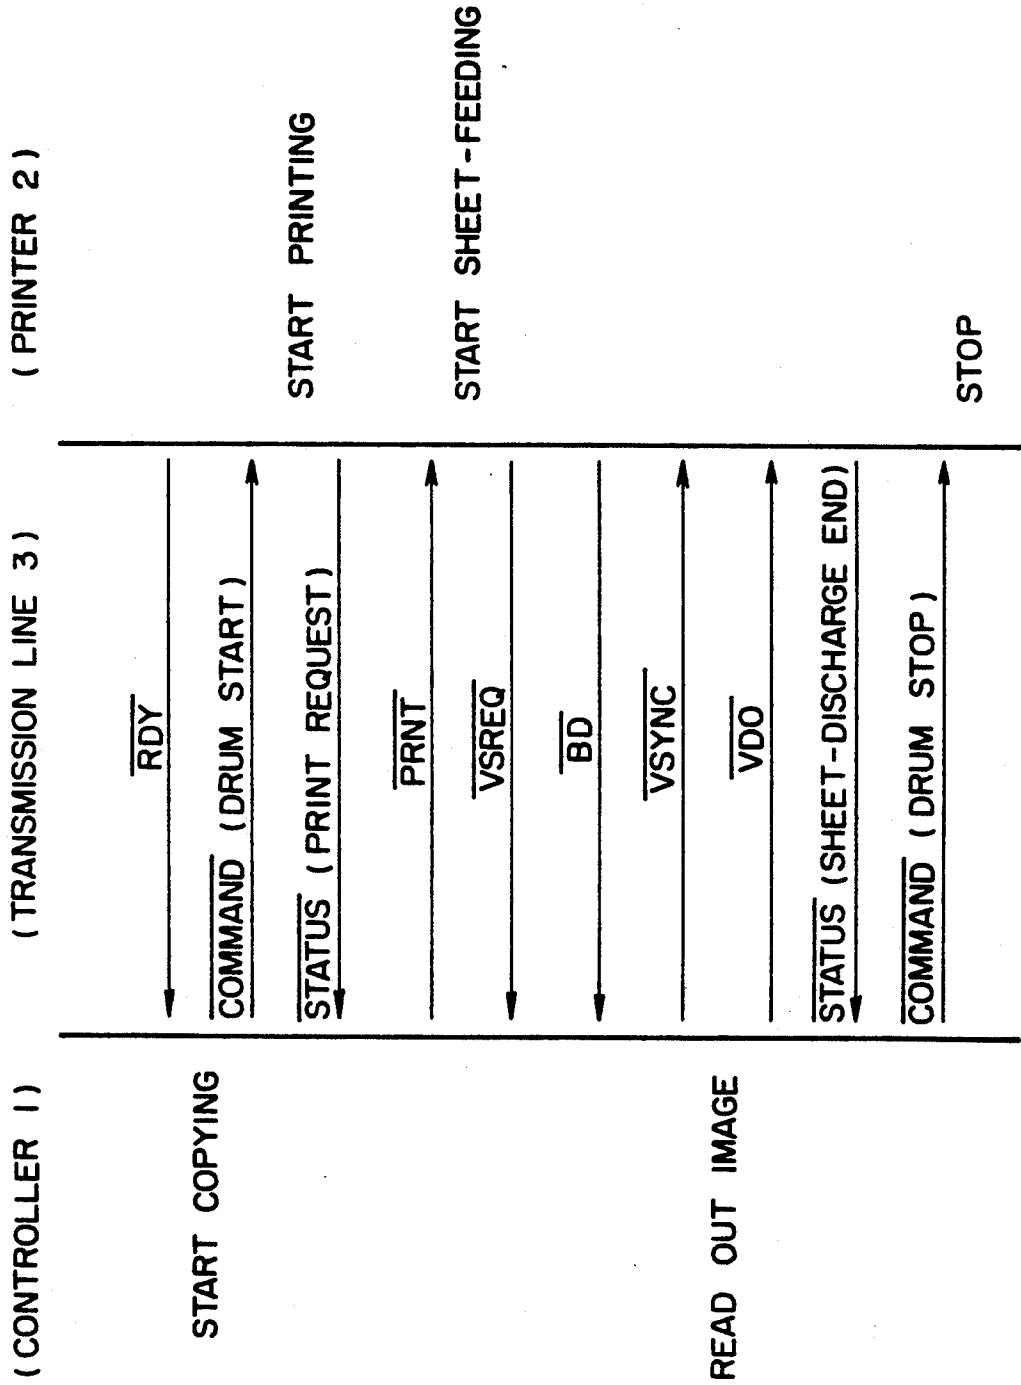 (CONTROLLER 1)
(TRANSMISSION LINE 3)
(PRINTER 2)
RDY
START COPYING
COMMAND (DRUM START)
START PRINTING
STATUS (PRINT REQUEST)
PRNT
START SHEET-FEEDING
VSREQ
BD
VSYNC
READ OUT IMAGE
VDO
STATUS (SHEET-DISCHARGE END)
COMMAND (DRUM STOP)
STOP